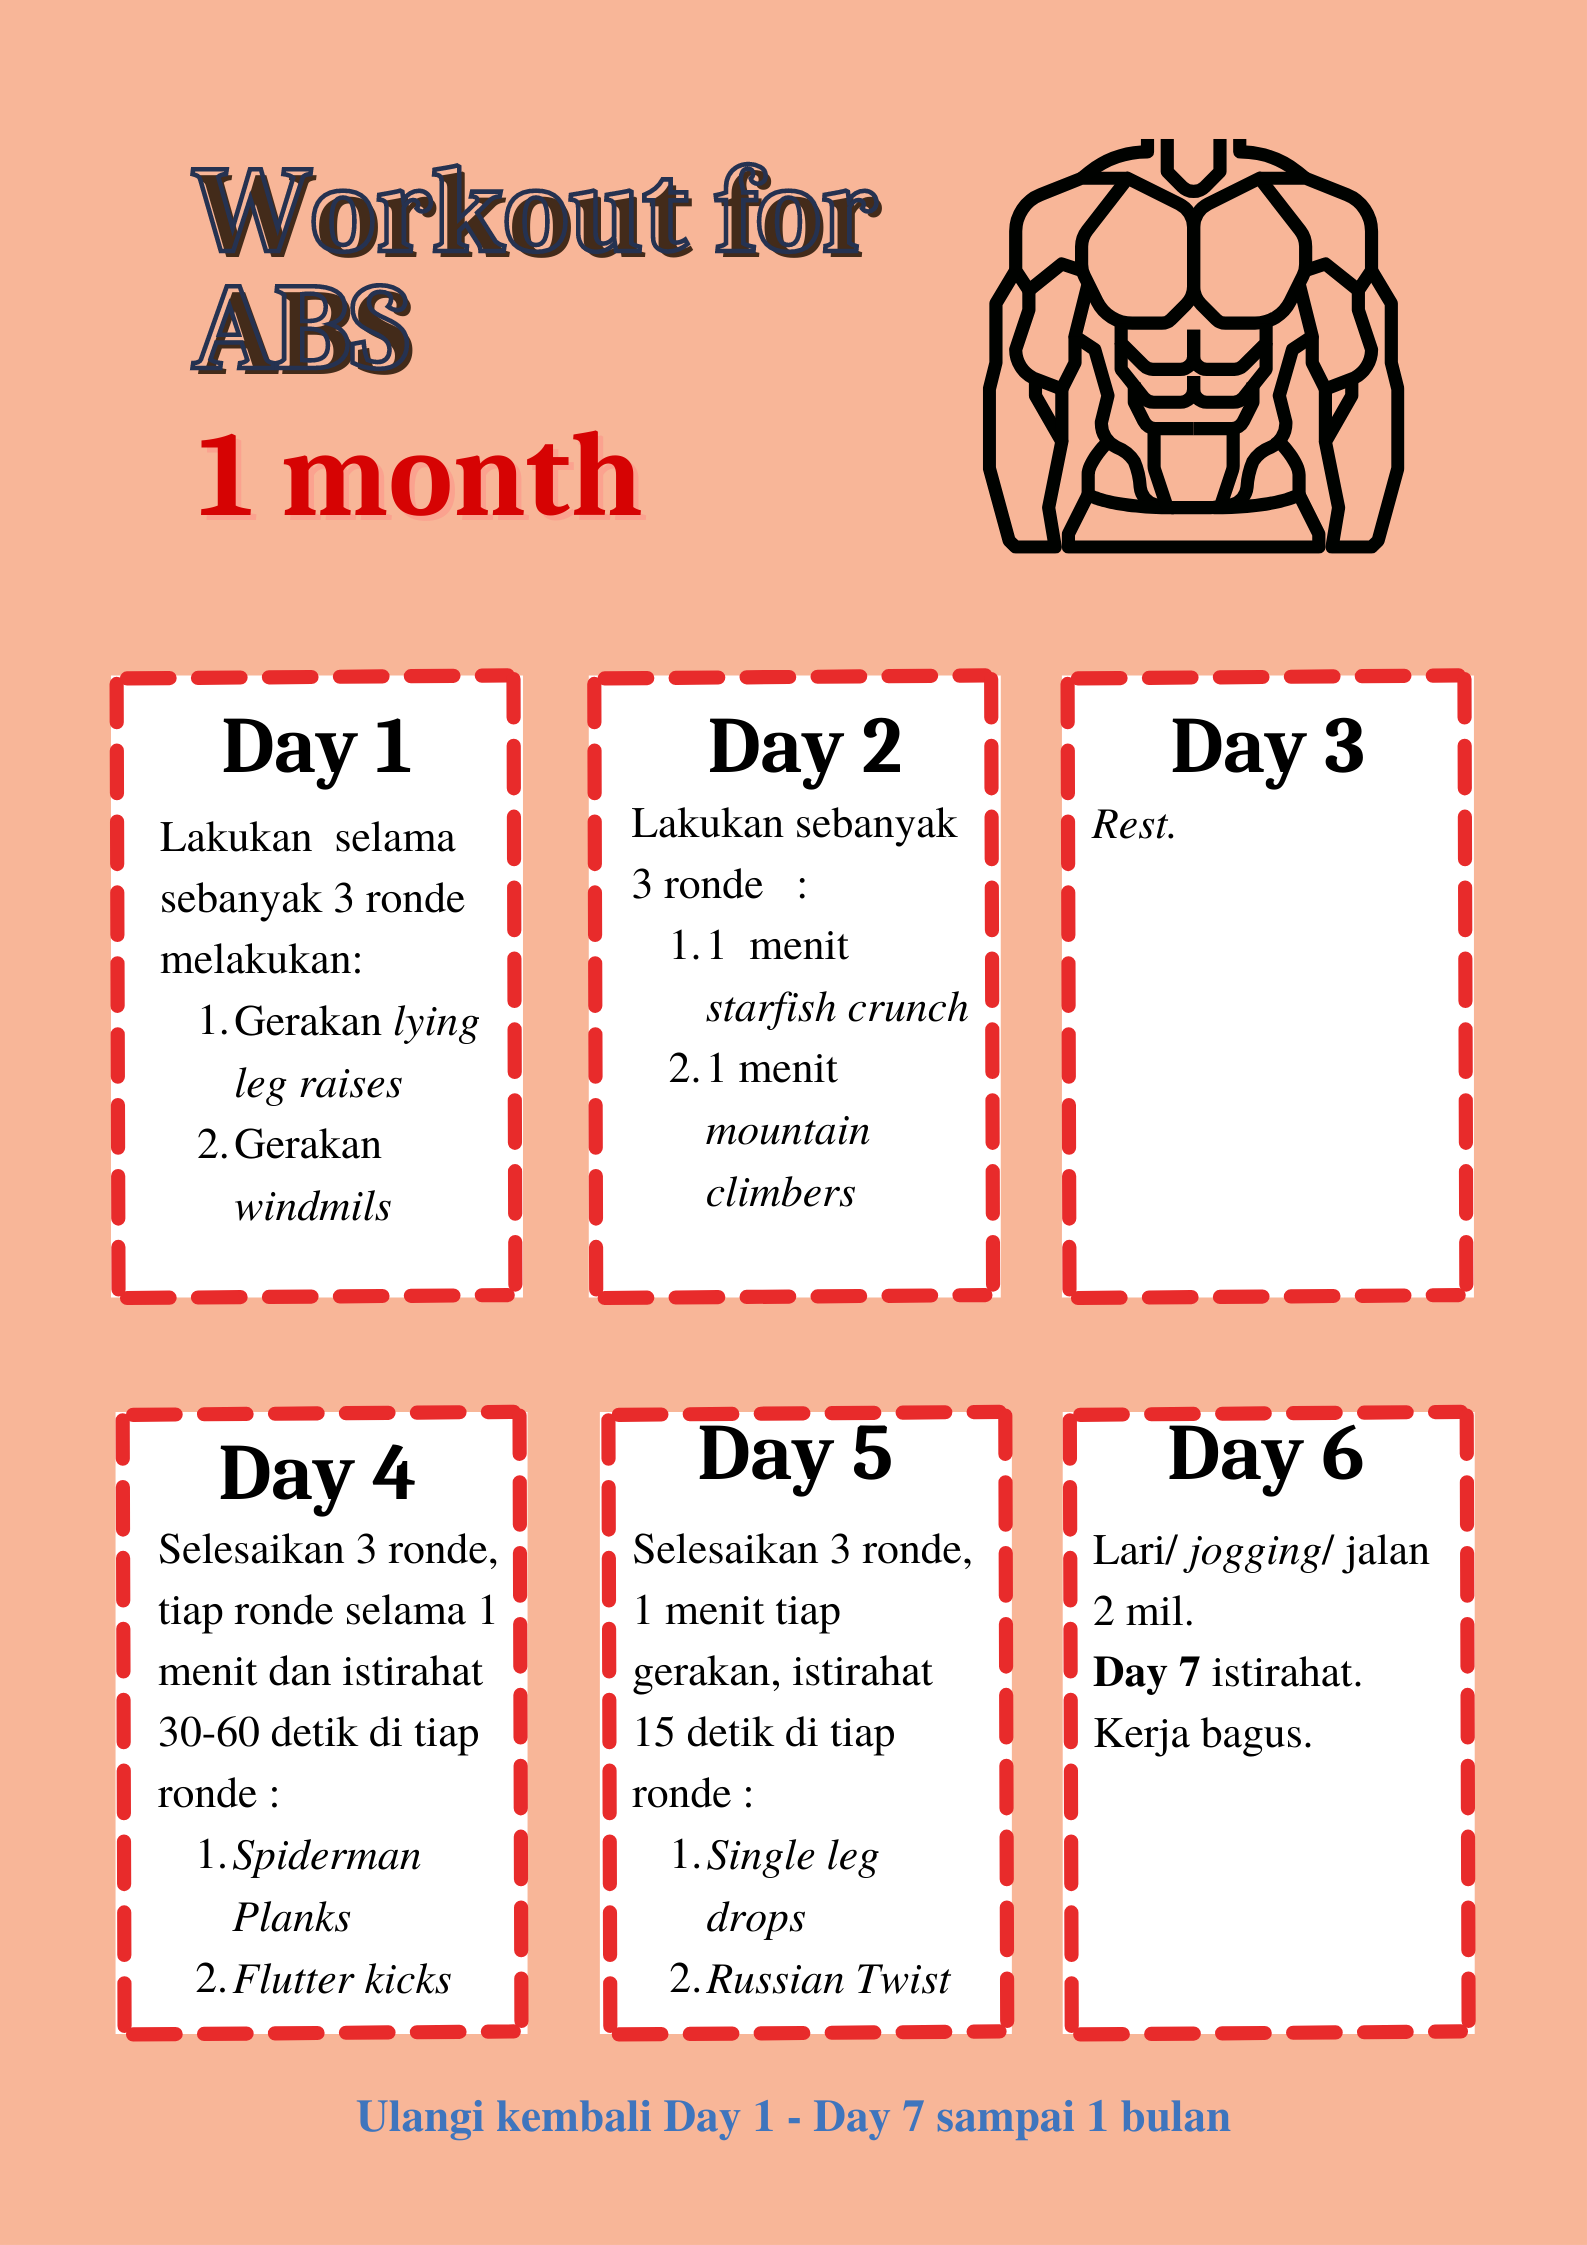 Workout for
ABS
1 month
Day 1
Lakukan selama
sebanyak 3 ronde
melakukan:
1. Gerakan lying
leg raises
2. Gerakan
windmils
Day 2
Lakukan sebanyak
3 ronde :
1. 1 menit
starfish crunch
2. 1 menit
mountain
climbers
Day 3
Rest.
Day 4
Selesaikan 3 ronde,
tiap ronde selama 1
menit dan istirahat
30-60 detik di tiap
ronde :
1. Spiderman
Planks
2. Flutter kicks
Day 5
Selesaikan 3 ronde,
1 menit tiap
gerakan, istirahat
15 detik di tiap
ronde :
1. Single leg
drops
2. Russian Twist
Day 6
Lari/ jogging/ jalan
2 mil.
Day 7 istirahat.
Kerja bagus.
Ulangi kembali Day 1 - Day 7 sampai 1 bulan